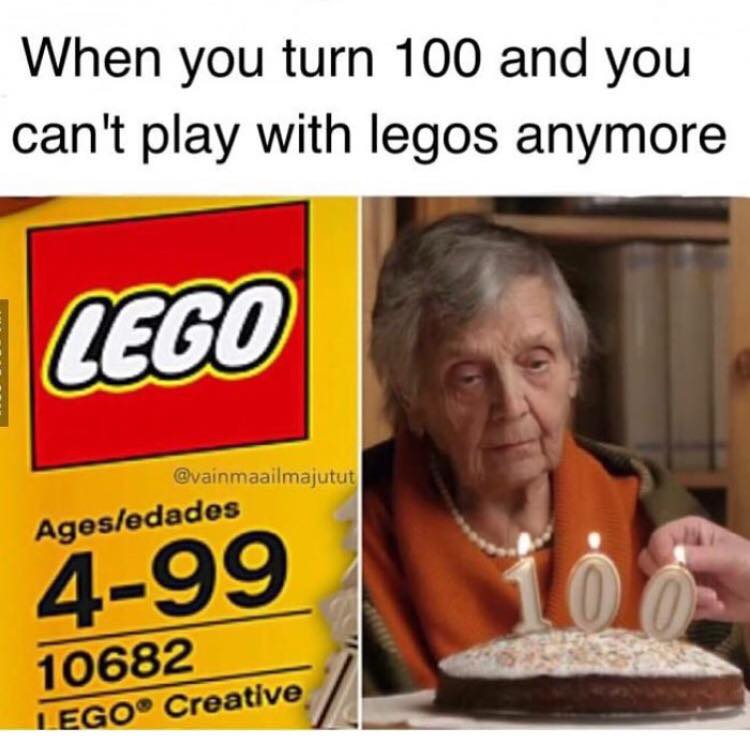 When you turn 100 and you
can't play with legos anymore
LEGO
@vainmaailmajutut
Ages/edades
4-99
10682
LEGO® Creative
100